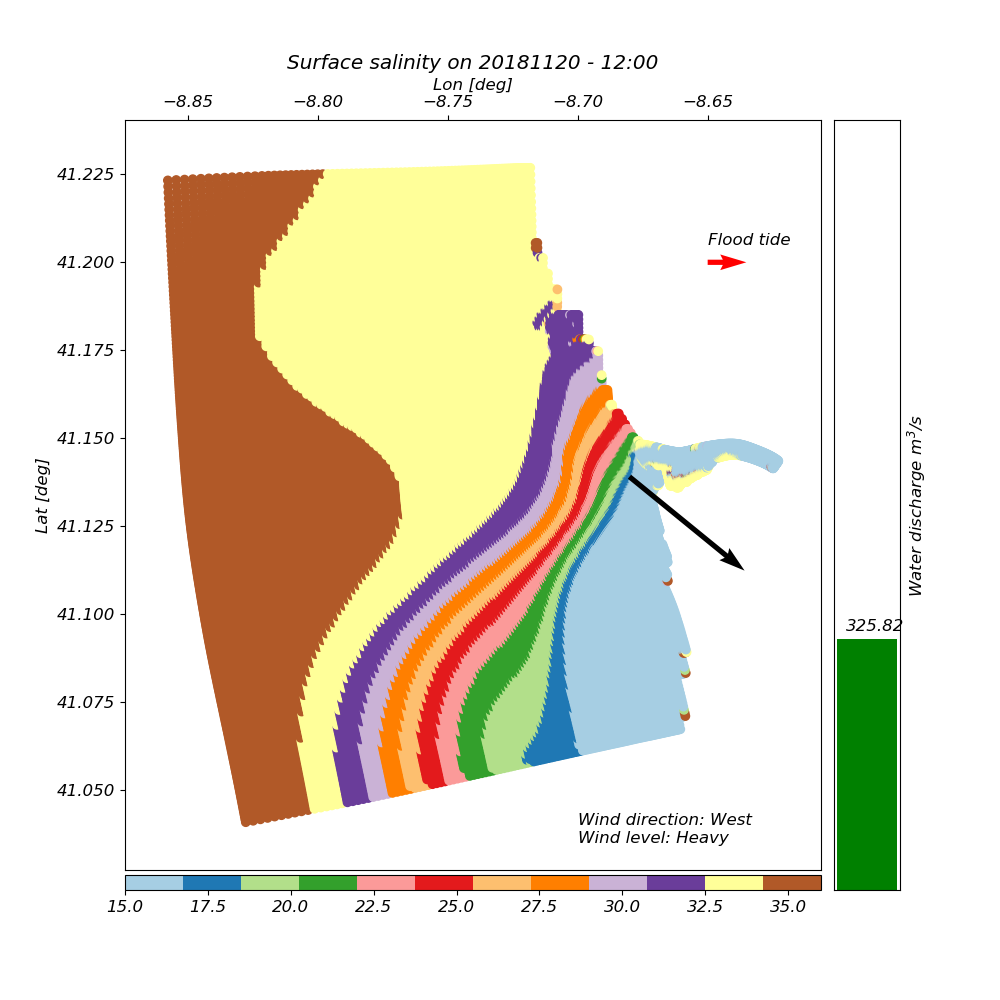 Surface salinity on 20181120 - 12:00
Lon [deg]
−8.85 −8.80 −8.75 −8.70 −8.65
41.225
41.200
41.175
41.150
41.125
41.100
41.075
41.050
Lat [deg]
Flood tide
Wind direction: West
Wind level: Heavy
15.0 17.5 20.0 22.5 25.0 27.5 30.0 32.5 35.0
325.82
Water discharge m³/s